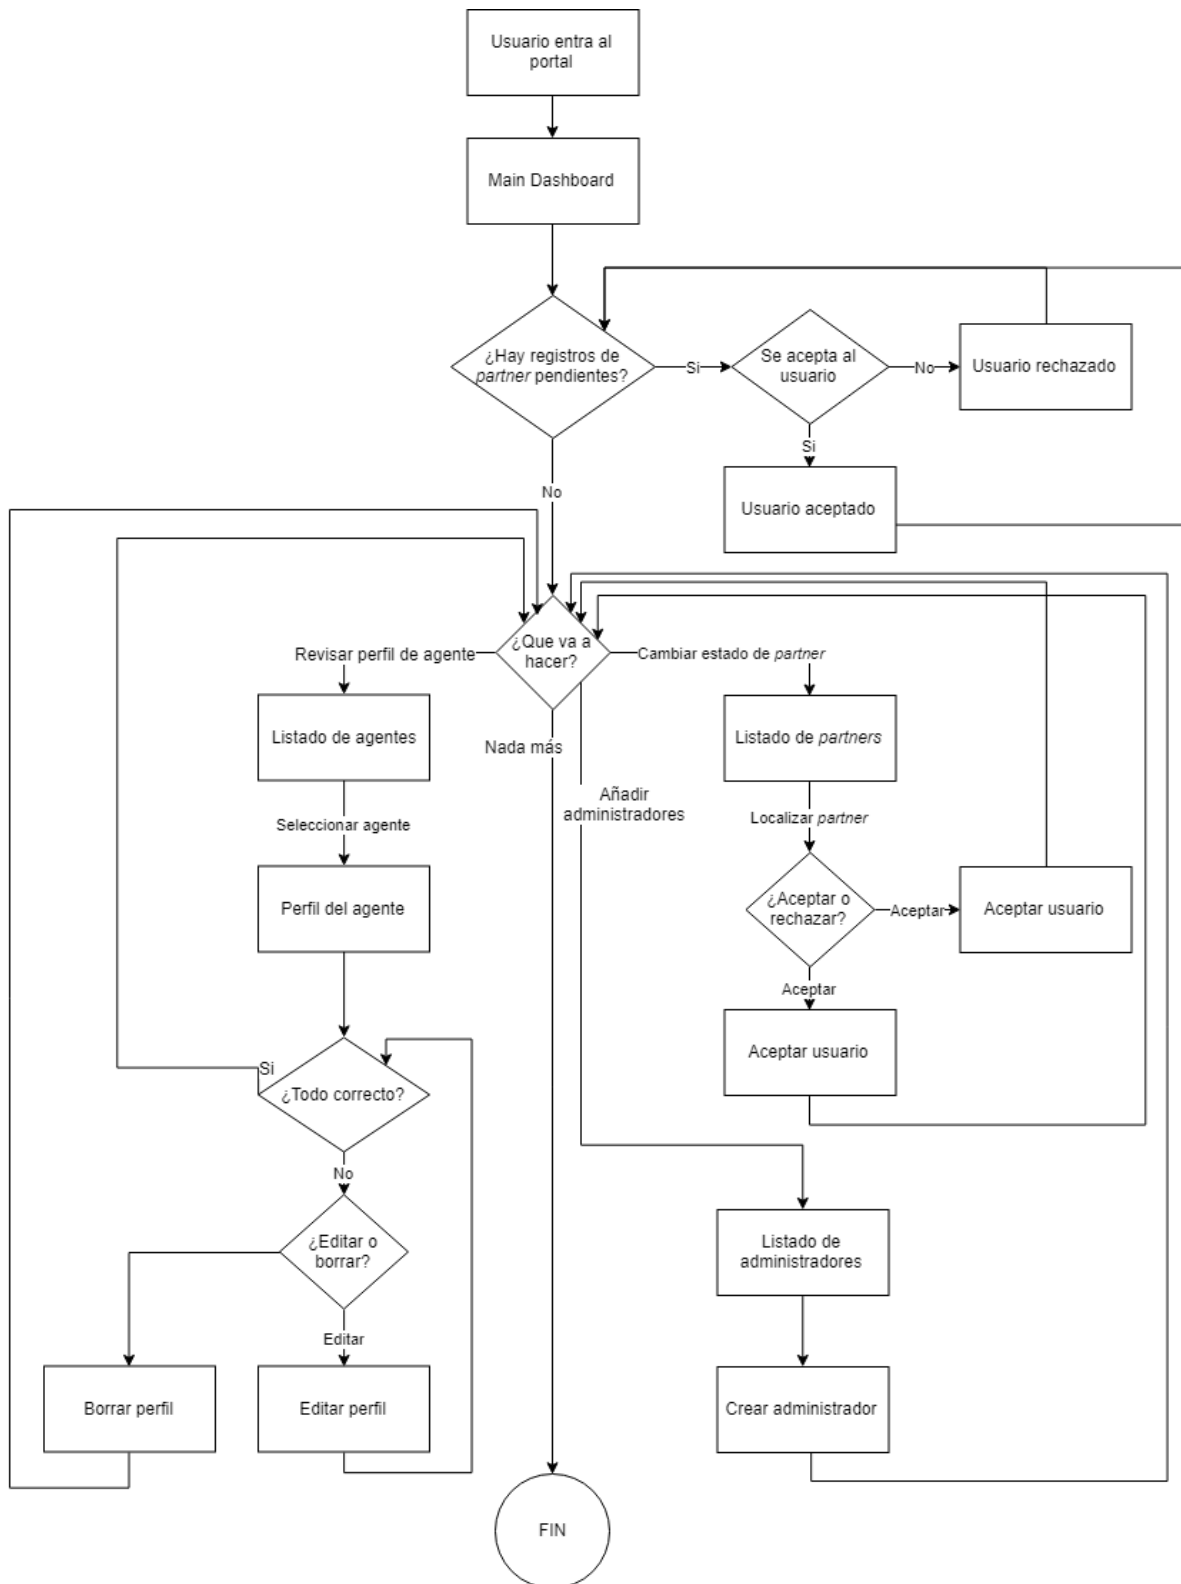 Usuario entra al
portal
Main Dashboard
¿Hay registros de
partner pendientes?
Si
Se acepta al
usuario
No
Usuario rechazado
Si
Usuario aceptado
No
¿Que va a
hacer?
Revisar perfil de agente
Cambiar estado de partner
Listado de agentes
Nada más
Listado de partners
Añadir
administradores
Seleccionar agente
Localizar partner
Perfil del agente
¿Aceptar o
rechazar?
Aceptar
Aceptar usuario
Aceptar
Aceptar usuario
Si
¿Todo correcto?
No
¿Editar o
borrar?
Listado de
administradores
Editar
Borrar perfil
Editar perfil
Crear administrador
FIN